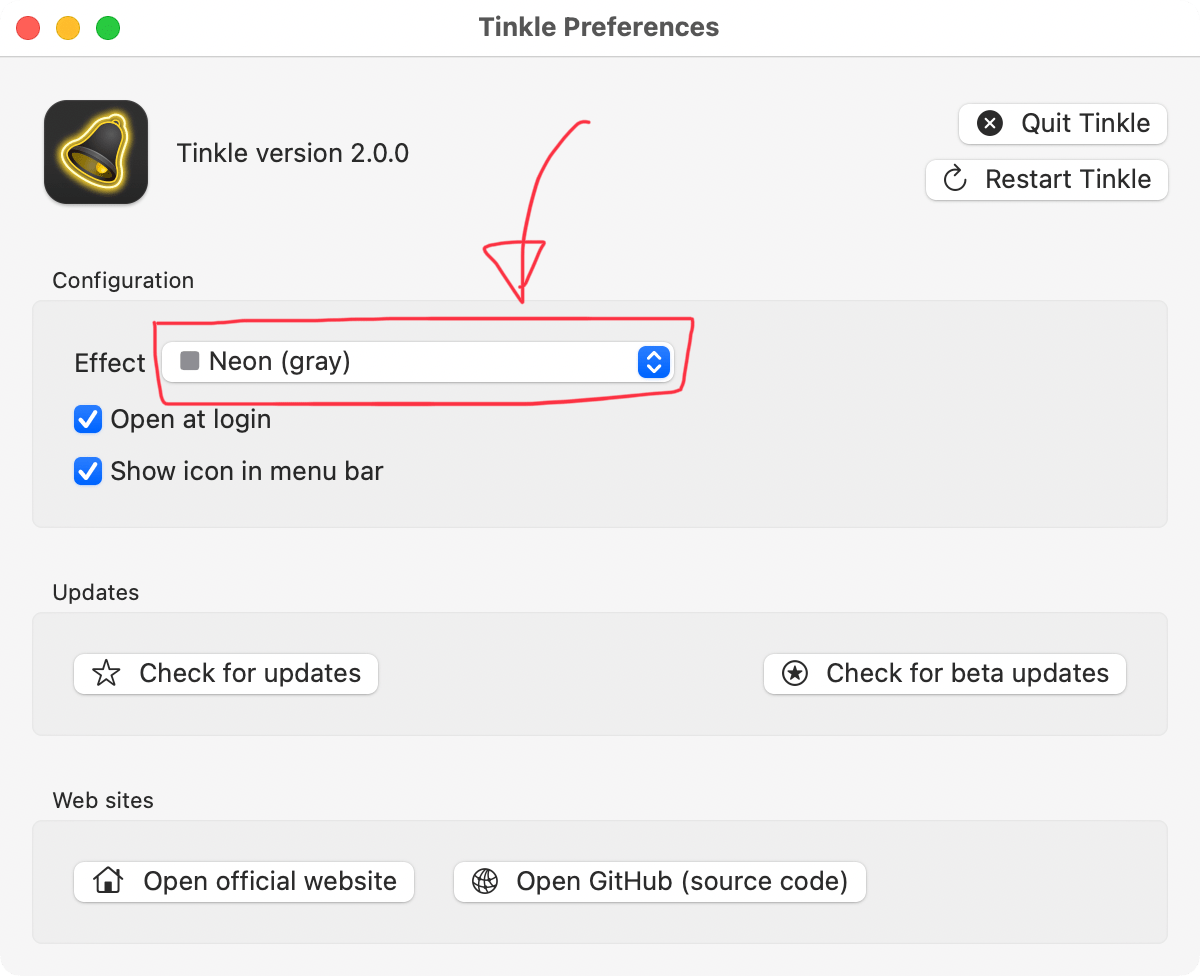 Tinkle Preferences
Tinkle version 2.0.0
Quit Tinkle
Restart Tinkle
Configuration
Effect Neon (gray)
Open at login
Show icon in menu bar
Updates
Check for updates Check for beta updates
Web sites
Open official website Open GitHub (source code)